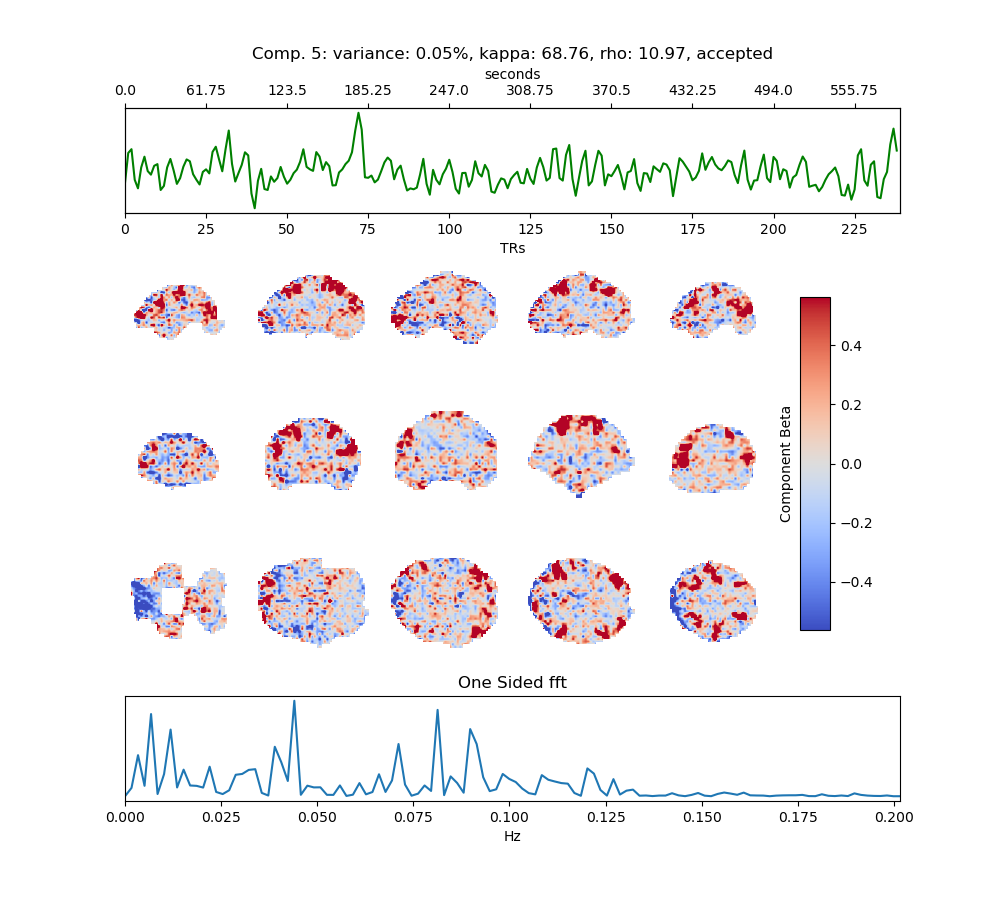 Comp. 5: variance: 0.05%, kappa: 68.76, rho: 10.97, accepted
seconds
0.0 61.75 123.5 185.25 247.0 308.75 370.5 432.25 494.0 555.75
0 25 50 75 100 125 150 175 200 225
TRs
0.4
0.2
0.0
−0.2
−0.4
Component Beta
One Sided fft
0.000 0.025 0.050 0.075 0.100 0.125 0.150 0.175 0.200
Hz